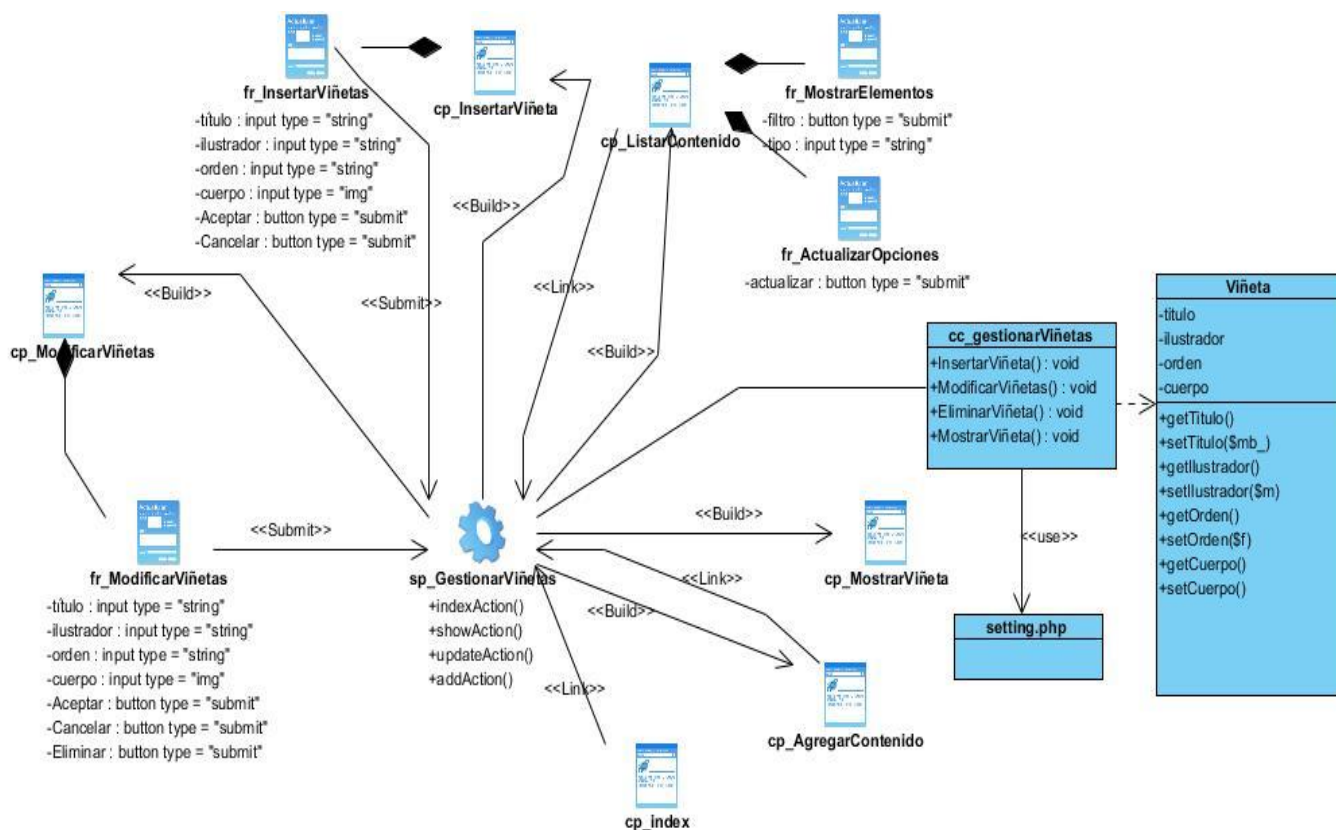 fr_InsertarViñetas
-título : input type = "string"
-ilustrador : input type = "string"
-orden : input type = "string"
-cuerpo : input type = "img"
-Aceptar : button type = "submit"
-Cancelar : button type = "submit"
cp_InsertarViñeta
cp_ListarContenido
fr_MostrarElementos
-filtro : button type = "submit"
-tipo : input type = "string"
fr_ActualizarOpciones
-actualizar : button type = "submit"
<<Build>>
<<Link>>
<<Build>>
<<Submit>>
<<Build>>
cp_ModificarViñetas
cc_gestionarViñetas
+InsertarViñeta() : void
+ModificarViñetas() : void
+EliminarViñeta() : void
+MostrarViñeta() : void
Viñeta
-titulo
-ilustrador
-orden
-cuerpo
+getTitulo()
+setTitulo($mb_)
+getIlustrador()
+setIlustrador($m)
+getOrden()
+setOrden($f)
+getCuerpo()
+setCuerpo()
<<use>>
setting.php
fr_ModificarViñetas
-título : input type = "string"
-ilustrador : input type = "string"
-orden : input type = "string"
-cuerpo : input type = "img"
-Aceptar : button type = "submit"
-Cancelar : button type = "submit"
-Eliminar : button type = "submit"
<<Submit>>
sp_GestionarViñetas
+indexAction()
+showAction()
+updateAction()
+addAction()
<<Build>>
cp_MostrarViñeta
<<Link>>
<<Build>>
cp_AgregarContenido
<<Link>>
cp_index